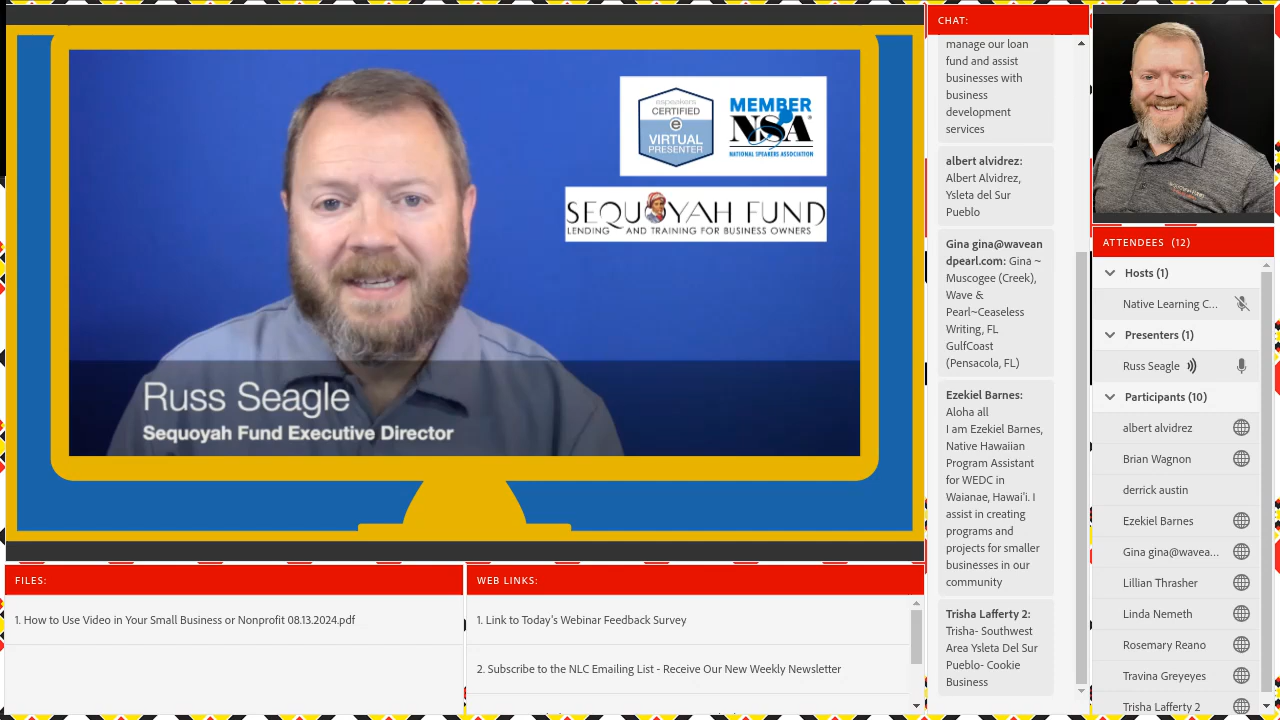 espeakers
CERTIFIED
e
VIRTUAL
PRESENTER
MEMBER
NSA®
NATIONAL SPEAKERS ASSOCIATION
SEQUOYAH FUND
LENDING AND TRAINING FOR BUSINESS OWNERS
Russ Seagle
Sequoyah Fund Executive Director
FILES:
1. How to Use Video in Your Small Business or Nonprofit 08.13.2024.pdf
WEB LINKS:
1. Link to Today's Webinar Feedback Survey
2. Subscribe to the NLC Emailing List - Receive Our New Weekly Newsletter
CHAT:
manage our loan
fund and assist
businesses with
business
development
services
albert alvidrez:
Albert Alvidrez,
Ysleta del Sur
Pueblo
Gina gina@wavean
dpearl.com: Gina ~
Muscogee (Creek),
Wave &
Pearl~Ceaseless
Writing, FL
GulfCoast
(Pensacola, FL)
Ezekiel Barnes:
Aloha all
I am Ezekiel Barnes,
Native Hawaiian
Program Assistant
for WEDC in
Waianae, Hawai'i. I
assist in creating
programs and
projects for smaller
businesses in our
community
Trisha Lafferty 2:
Trisha- Southwest
Area Ysleta Del Sur
Pueblo- Cookie
Business
ATTENDEES (12)
Hosts (1)
Native Learning C...
Presenters (1)
Russ Seagle
Participants (10)
albert alvidrez
Brian Wagnon
derrick austin
Ezekiel Barnes
Gina gina@wavea...
Lillian Thrasher
Linda Nemeth
Rosemary Reano
Travina Greyeyes
Trisha Lafferty 2